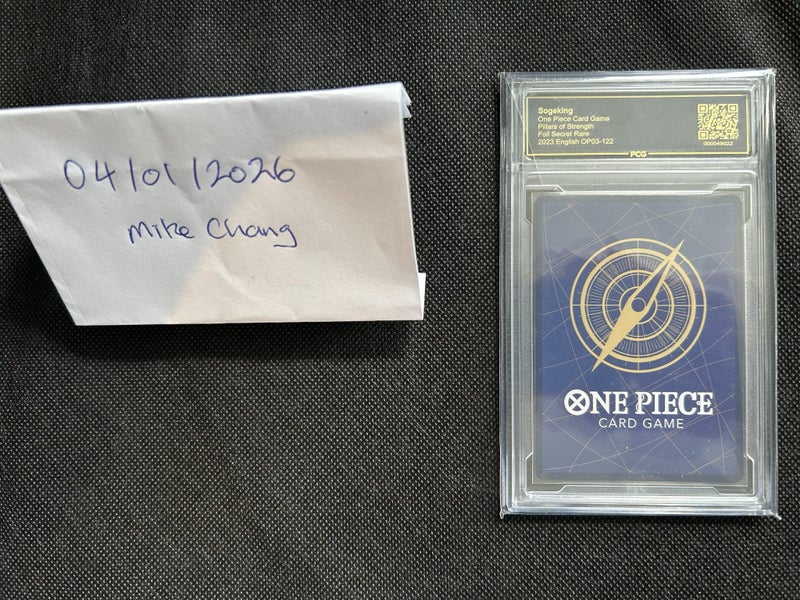 04/01/2026
Mike Chang
Sogeking
One Piece Card Game
Pillars of Strength
Foil Secret Rare
2023 English OP03-122
000049022
PCG
ONE PIECE
CARD GAME